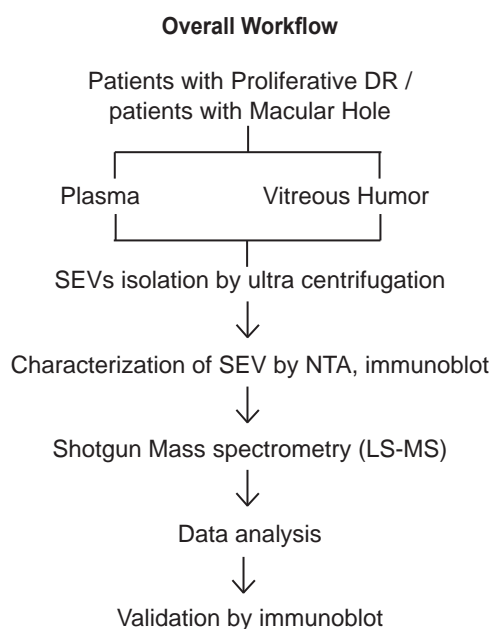 Overall Workflow
Patients with Proliferative DR /
patients with Macular Hole
Plasma
Vitreous Humor
SEVs isolation by ultra centrifugation
Characterization of SEV by NTA, immunoblot
Shotgun Mass spectrometry (LS-MS)
Data analysis
Validation by immunoblot